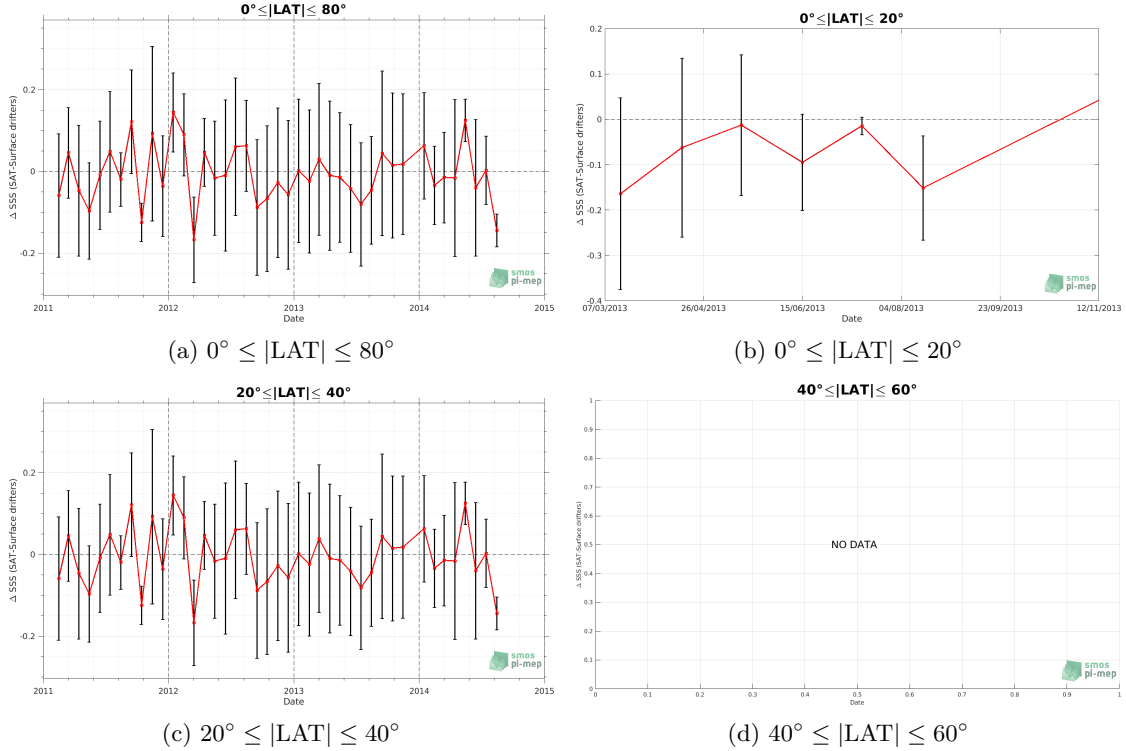 0°≤|LAT|≤ 80°
Δ SSS (SAT-Surface drifters)
0.2
0
-0.2
2011 2012 2013 2014 2015
Date
smos
pi-mep
(a) 0° ≤ |LAT| ≤ 80°
0°≤|LAT|≤ 20°
Δ SSS (SAT-Surface drifters)
0.2
0.1
0
-0.1
-0.2
-0.3
-0.4
07/03/2013 26/04/2013 15/06/2013 04/08/2013 23/09/2013 12/11/2013
Date
smos
pi-mep
(b) 0° ≤ |LAT| ≤ 20°
20°≤|LAT|≤ 40°
Δ SSS (SAT-Surface drifters)
0.2
0
-0.2
2011 2012 2013 2014 2015
Date
smos
pi-mep
(c) 20° ≤ |LAT| ≤ 40°
40°≤|LAT|≤ 60°
Δ SSS (SAT-Surface drifters)
1
0.9
0.8
0.7
0.6
0.5
0.4
0.3
0.2
0.1
0
NO DATA
0 0.1 0.2 0.3 0.4 0.5 0.6 0.7 0.8 0.9 1
Date
smos
pi-mep
(d) 40° ≤ |LAT| ≤ 60°